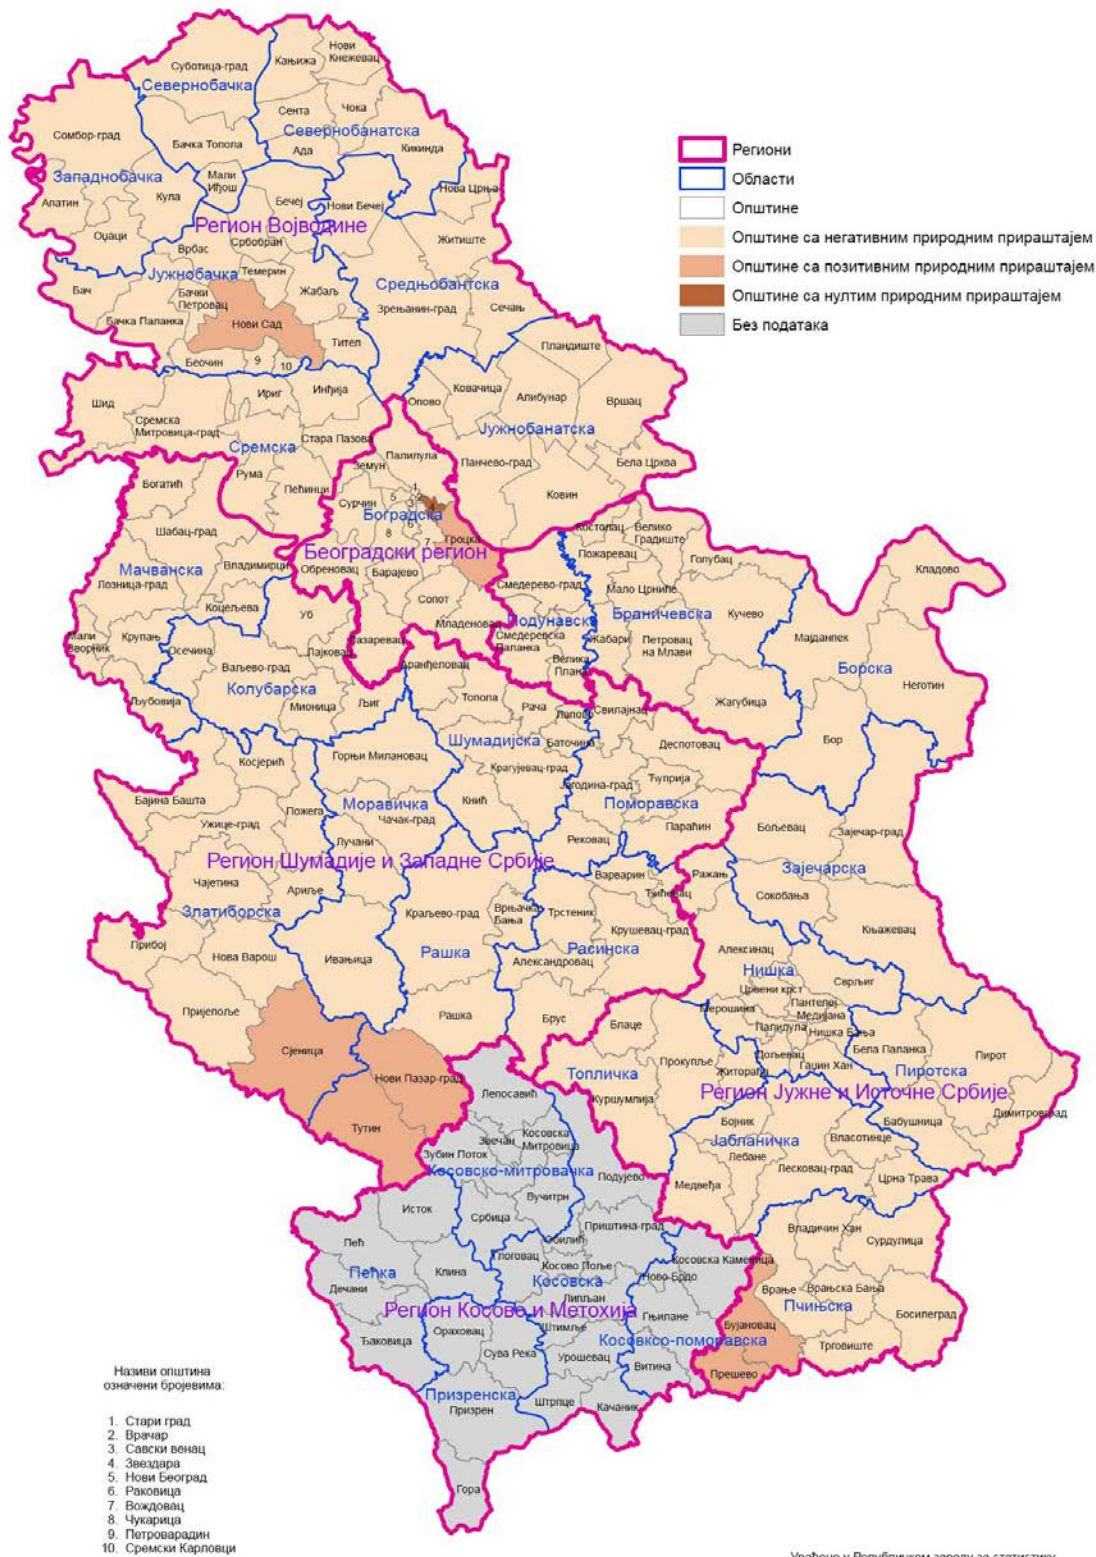 Нови
Кнежевац
Кањижа
Суботица-град
Севернобачка
Сента
Чока
Севернобанатска
Сомбор-град
Бачка Топола
Ада
Кикинда
Западнобачка
Мали
Иђош
Нова Црња
Апатин
Кула
Бечеј
Нови Бечеј
Регион Војводине
Оџаци
Врбас
Србобран
Житиште
Јужнобачка
Темерин
Средњобантска
Бач
Бачки
Петровац
Жабаљ
Зрењанин-град
Сечањ
Бачка Паланка
Нови Сад
Тител
Пландиште
Беочин
9
10
Ковачица
Алибунар
Вршац
Опово
Шид
Ириг
Инђија
Сремска
Митровица-град
Јужнобанатска
Стара Пазова
Сремска
Палилула
Панчево-град
Бела Црква
Земун
Рума
Пећинци
Богатић
Сурчин
1
2
3
4
5
6
7
8
Ковин
Боградска
Гроцка
Шабац-град
Београдски регион
Костолац
Велико
Градиште
Пожаревац
Голубац
Кладово
Мачванска
Владимирци
Обреновац
Барајево
Смедерево-град
Мало Црниће
Лозница-град
Коцељева
Сопот
Подунавска
Браничевска
Кучево
Уб
Младеновац
Мали
Зворник
Крупањ
Осечина
Лазаревац
Смедеревска
Паланка
Жабари
Петровац
на Млави
Мајданпек
Ваљево-град
Лајковац
Аранђеловац
Велика
Плана
Борска
Колубарска
Неготин
Љубовија
Мионица
Љиг
Топола
Рача
Лапово
Свилајнац
Жагубица
Бор
Косјерић
Горњи Милановац
Шумадијска
Баточина
Деспотовац
Крагујевац-град
Јагодина-град
Ћуприја
Бајина Башта
Моравичка
Кнић
Поморавска
Пожега
Чачак-град
Ужице-град
Параћин
Бољевац
Зајечар-град
Лучани
Рековац
Регион Шумадије и Западне Србије
Варварин
Ражањ
Зајечарска
Чајетина
Ариље
Ћићевац
Сокобања
Златиборска
Краљево-град
Врњачка
Бања
Трстеник
Крушевац-град
Књажевац
Прибој
Нова Варош
Ивањица
Рашка
Расинска
Александровац
Алексинац
Нишка
Сврљиг
Пријепоље
Рашка
Брус
Блаце
Мерошина
Црвени крст
Пантелеј
Медијана
Палилула
Нишка Бања
Сјеница
Прокупље
Дољевац
Гаџин Хан
Бела Паланка
Пирот
Топличка
Житорађа
Пиротска
Нови Пазар-град
Лепосавић
Куршумлија
Регион Јужне и Источне Србије
Димитровград
Тутин
Звечан
Косовска
Митровица
Бојник
Бабушница
Јабланичка
Власотинце
Зубин Поток
Лебане
Косовско-митровачка
Подујево
Медвеђа
Лесковац-град
Црна Трава
Исток
Србица
Вучитрн
Приштина-град
Владичин Хан
Пећ
Обилић
Сурдулица
Глоговац
Косово Поље
Косовска Каменица
Пећка
Клина
Косовска
Ново Брдо
Дечани
Липљан
Врање
Врањска Бања
Регион Косово и Метохија
Гњилане
Пчињска
Босилеград
Ђаковица
Ораховац
Штимље
Бујановац
Косовксо-поморавска
Сува Река
Урошевац
Витина
Трговиште
Прешево
Призренска
Призрен
Штрпце
Качаник
Гора
Региони
Области
Општине
Општине са негативним природним прираштајем
Општине са позитивним природним прираштајем
Општине са нултим природним прираштајем
Без података
Називи општина
означени бројевима:
1. Стари град
2. Врачар
3. Савски венац
4. Звездара
5. Нови Београд
6. Раковица
7. Вождовац
8. Чукарица
9. Петроварадин
10. Сремски Карловци